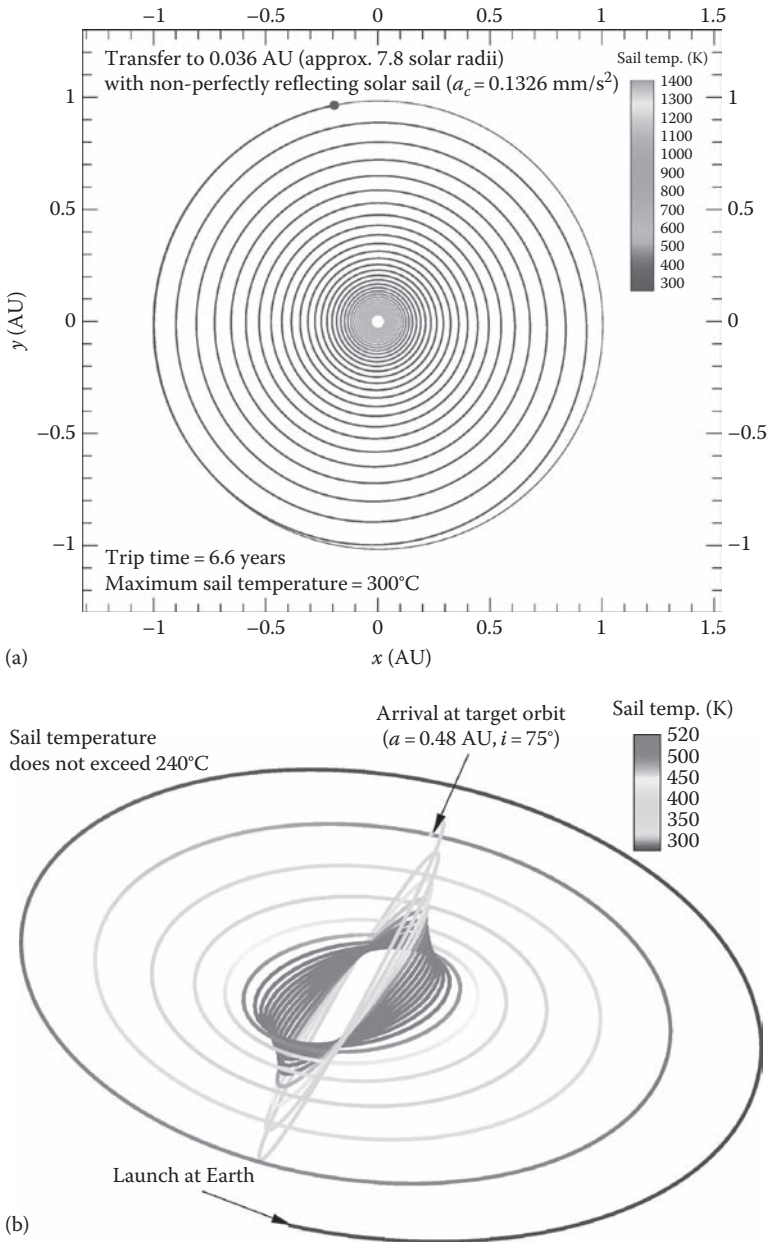 −1 −0.5 0 0.5 1 1.5
Transfer to 0.036 AU (approx. 7.8 solar radii)
with non-perfectly reflecting solar sail (a_c = 0.1326 mm/s²)
Sail temp. (K)
1400
1300
1200
1100
1000
900
800
700
600
500
400
300
1
0.5
0
−0.5
−1
y (AU)
1
0.5
0
−0.5
−1
Trip time = 6.6 years
Maximum sail temperature = 300°C
−1 −0.5 0 0.5 1 1.5
(a)
x (AU)
Sail temperature
does not exceed 240°C
Arrival at target orbit
(a = 0.48 AU, i = 75°)
Sail temp. (K)
520
500
450
400
350
300
Launch at Earth
(b)